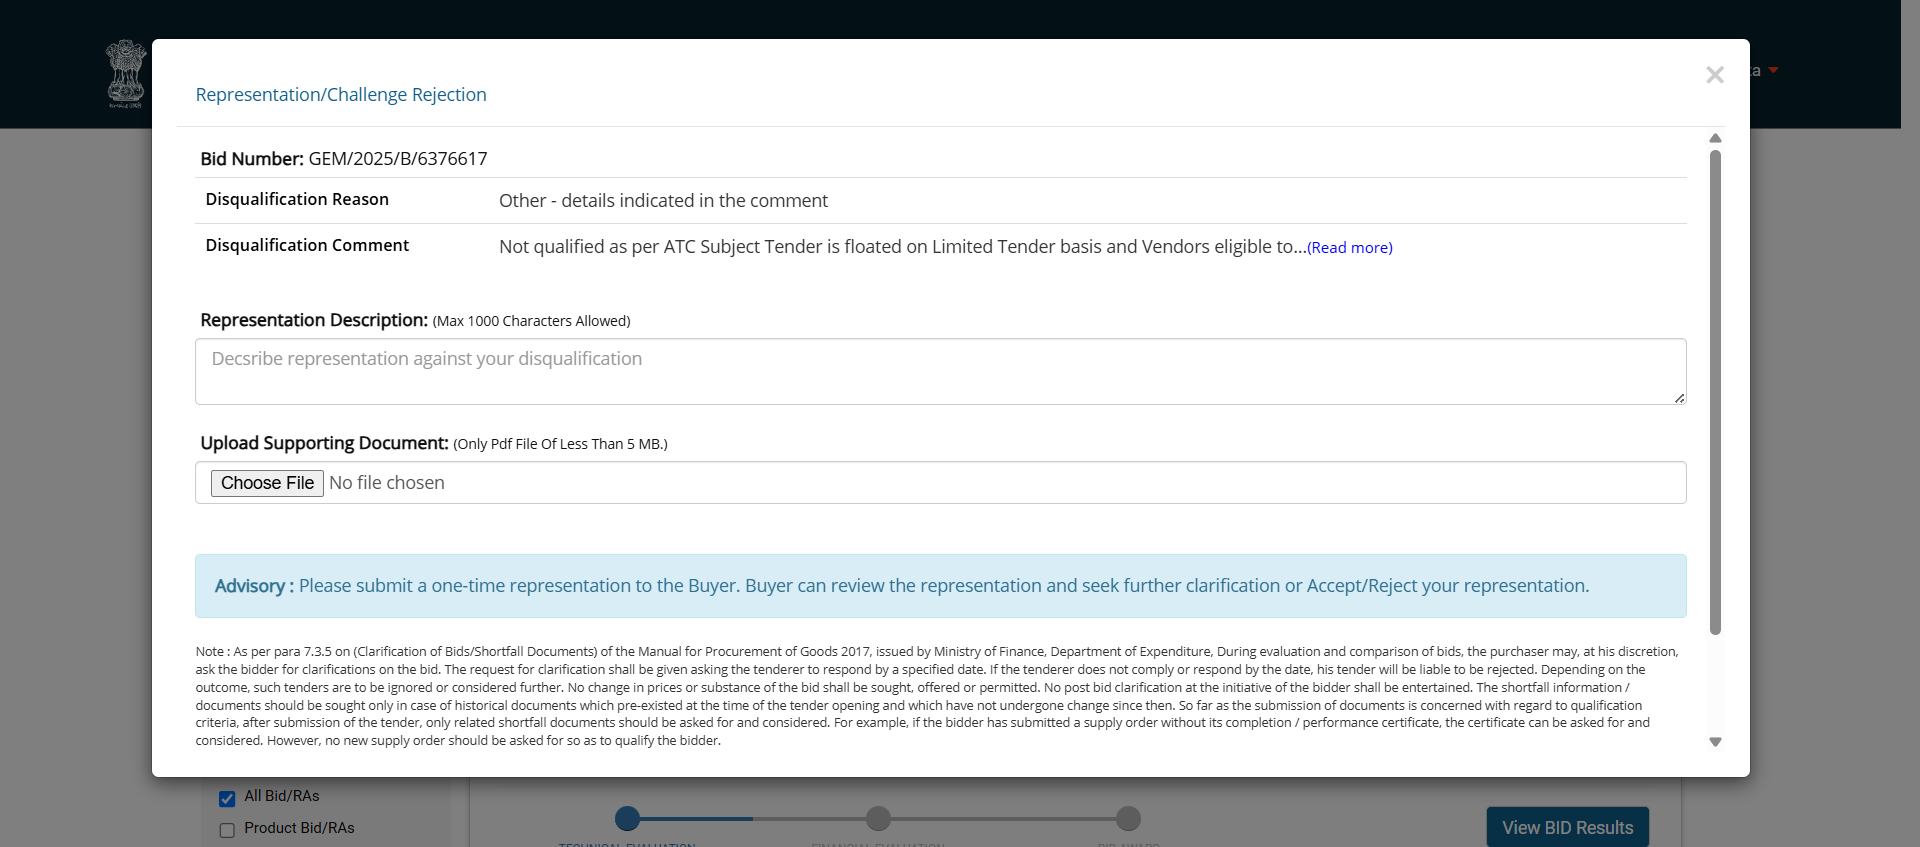 ta
Representation/Challenge Rejection
Bid Number: GEM/2025/B/6376617
Disqualification Reason Other - details indicated in the comment
Disqualification Comment Not qualified as per ATC Subject Tender is floated on Limited Tender basis and Vendors eligible to...(Read more)
Representation Description: (Max 1000 Characters Allowed)
Decsribe representation against your disqualification
Upload Supporting Document: (Only Pdf File Of Less Than 5 MB.)
Choose File No file chosen
Advisory : Please submit a one-time representation to the Buyer. Buyer can review the representation and seek further clarification or Accept/Reject your representation.
Note : As per para 7.3.5 on (Clarification of Bids/Shortfall Documents) of the Manual for Procurement of Goods 2017, issued by Ministry of Finance, Department of Expenditure, During evaluation and comparison of bids, the purchaser may, at his discretion,
ask the bidder for clarifications on the bid. The request for clarification shall be given asking the tenderer to respond by a specified date. If the tenderer does not comply or respond by the date, his tender will be liable to be rejected. Depending on the
outcome, such tenders are to be ignored or considered further. No change in prices or substance of the bid shall be sought, offered or permitted. No post bid clarification at the initiative of the bidder shall be entertained. The shortfall information /
documents should be sought only in case of historical documents which pre-existed at the time of the tender opening and which have not undergone change since then. So far as the submission of documents is concerned with regard to qualification
criteria, after submission of the tender, only related shortfall documents should be asked for and considered. For example, if the bidder has submitted a supply order without its completion / performance certificate, the certificate can be asked for and
considered. However, no new supply order should be asked for so as to qualify the bidder.
All Bid/RAs
Product Bid/RAs
View BID Results
TECHNICAL EVALUATION FINANCIAL EVALUATION BID AWARD